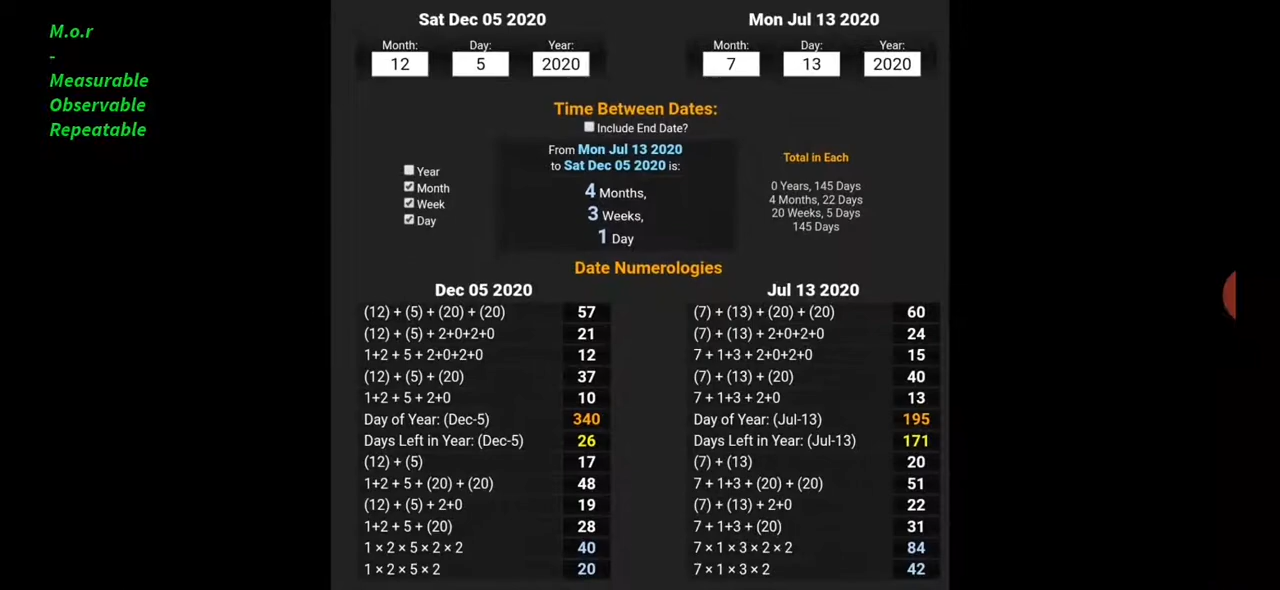 M.o.r
-
Measurable
Observable
Repeatable
Sat Dec 05 2020
Month: Day: Year:
12 5 2020
Mon Jul 13 2020
Month: Day: Year:
7 13 2020
Time Between Dates:
Include End Date?
Year
Month
Week
Day
From Mon Jul 13 2020
to Sat Dec 05 2020 is:
4 Months,
3 Weeks,
1 Day
Total in Each
0 Years, 145 Days
4 Months, 22 Days
20 Weeks, 5 Days
145 Days
Date Numerologies
Dec 05 2020
(12) + (5) + (20) + (20) 57
(12) + (5) + 2+0+2+0 21
1+2 + 5 + 2+0+2+0 12
(12) + (5) + (20) 37
1+2 + 5 + 2+0 10
Day of Year: (Dec-5) 340
Days Left in Year: (Dec-5) 26
(12) + (5) 17
1+2 + 5 + (20) + (20) 48
(12) + (5) + 2+0 19
1+2 + 5 + (20) 28
1 × 2 × 5 × 2 × 2 40
1 × 2 × 5 × 2 20
Jul 13 2020
(7) + (13) + (20) + (20) 60
(7) + (13) + 2+0+2+0 24
7 + 1+3 + 2+0+2+0 15
(7) + (13) + (20) 40
7 + 1+3 + 2+0 13
Day of Year: (Jul-13) 195
Days Left in Year: (Jul-13) 171
(7) + (13) 20
7 + 1+3 + (20) + (20) 51
(7) + (13) + 2+0 22
7 + 1+3 + (20) 31
7 × 1 × 3 × 2 × 2 84
7 × 1 × 3 × 2 42